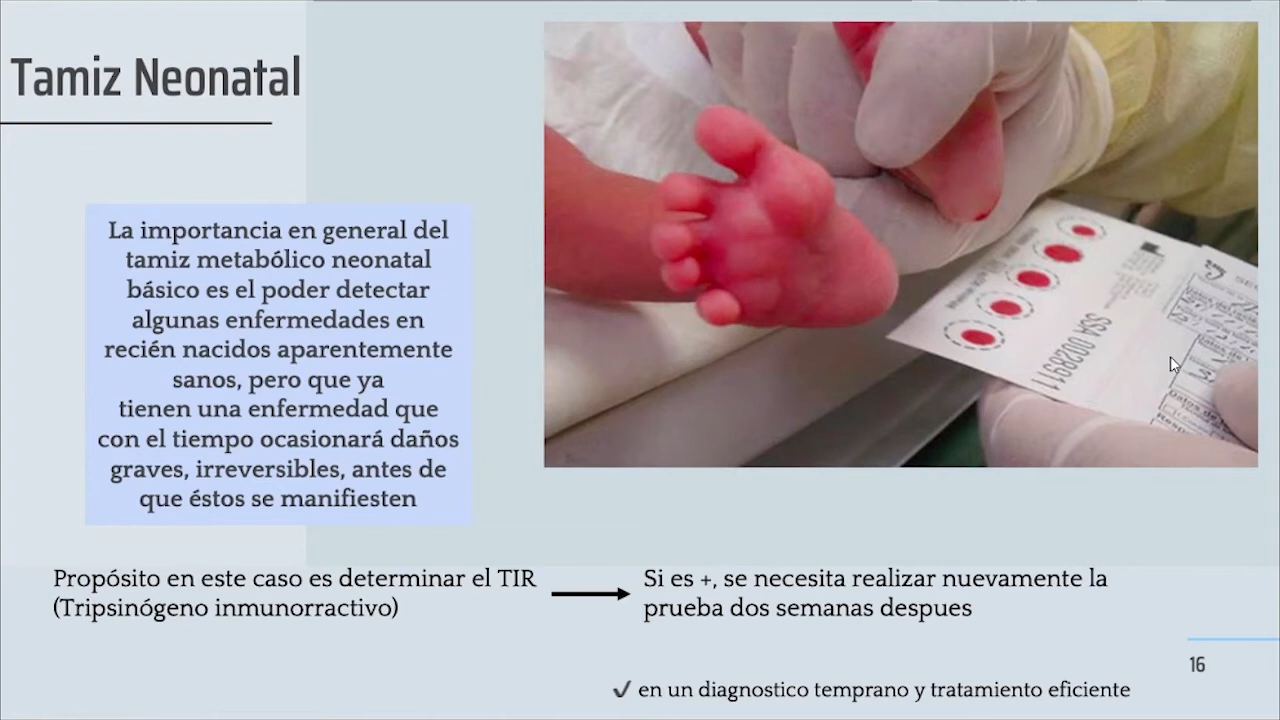 Tamiz Neonatal
La importancia en general del
tamiz metabólico neonatal
básico es el poder detectar
algunas enfermedades en
recién nacidos aparentemente
sanos, pero que ya
tienen una enfermedad que
con el tiempo ocasionará daños
graves, irreversibles, antes de
que éstos se manifiesten
SSA 0028911
Propósito en este caso es determinar el TIR
(Tripsinógeno inmunorractivo)
Si es +, se necesita realizar nuevamente la
prueba dos semanas despues
16
✓ en un diagnostico temprano y tratamiento eficiente